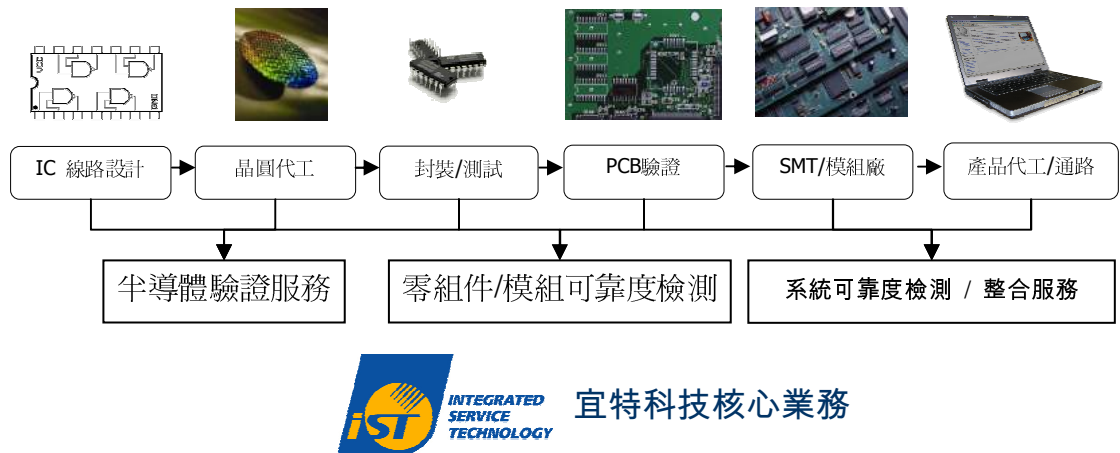 IC 線路設計
晶圓代工
封裝/測試
PCB驗證
SMT/模組廠
產品代工/通路
半導體驗證服務
零組件/模組可靠度檢測
系統可靠度檢測 / 整合服務
iST
INTEGRATED
SERVICE
TECHNOLOGY
宜特科技核心業務